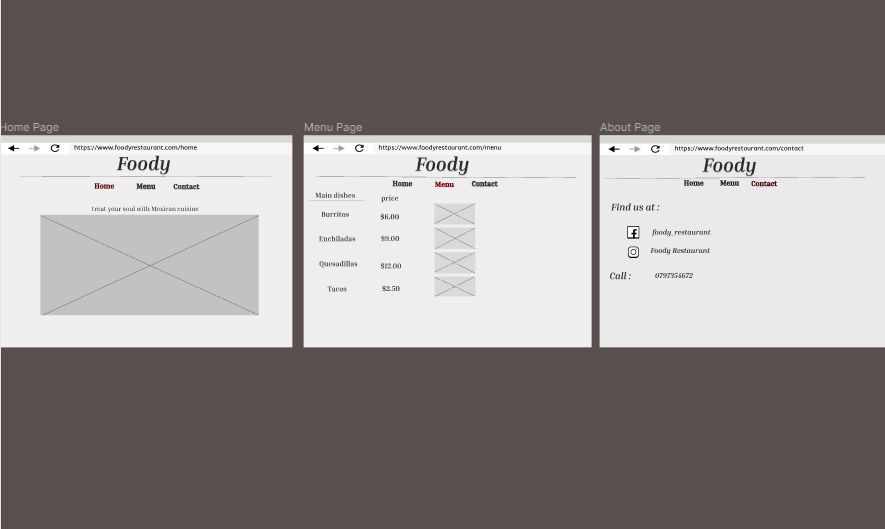 Home Page
https://www.foodyrestaurant.com/home
Foody
Home Menu Contact
treat your soul with Mexican cuisine
Menu Page
https://www.foodyrestaurant.com/menu
Foody
Home Menu Contact
Main dishes price
Burritos $6.00
Enchiladas $9.00
Quesadillas $12.00
Tacos $2.50
About Page
https://www.foodyrestaurant.com/contact
Foody
Home Menu Contact
Find us at :
foody_restaurant
Foody Restaurant
Call : 0797354672